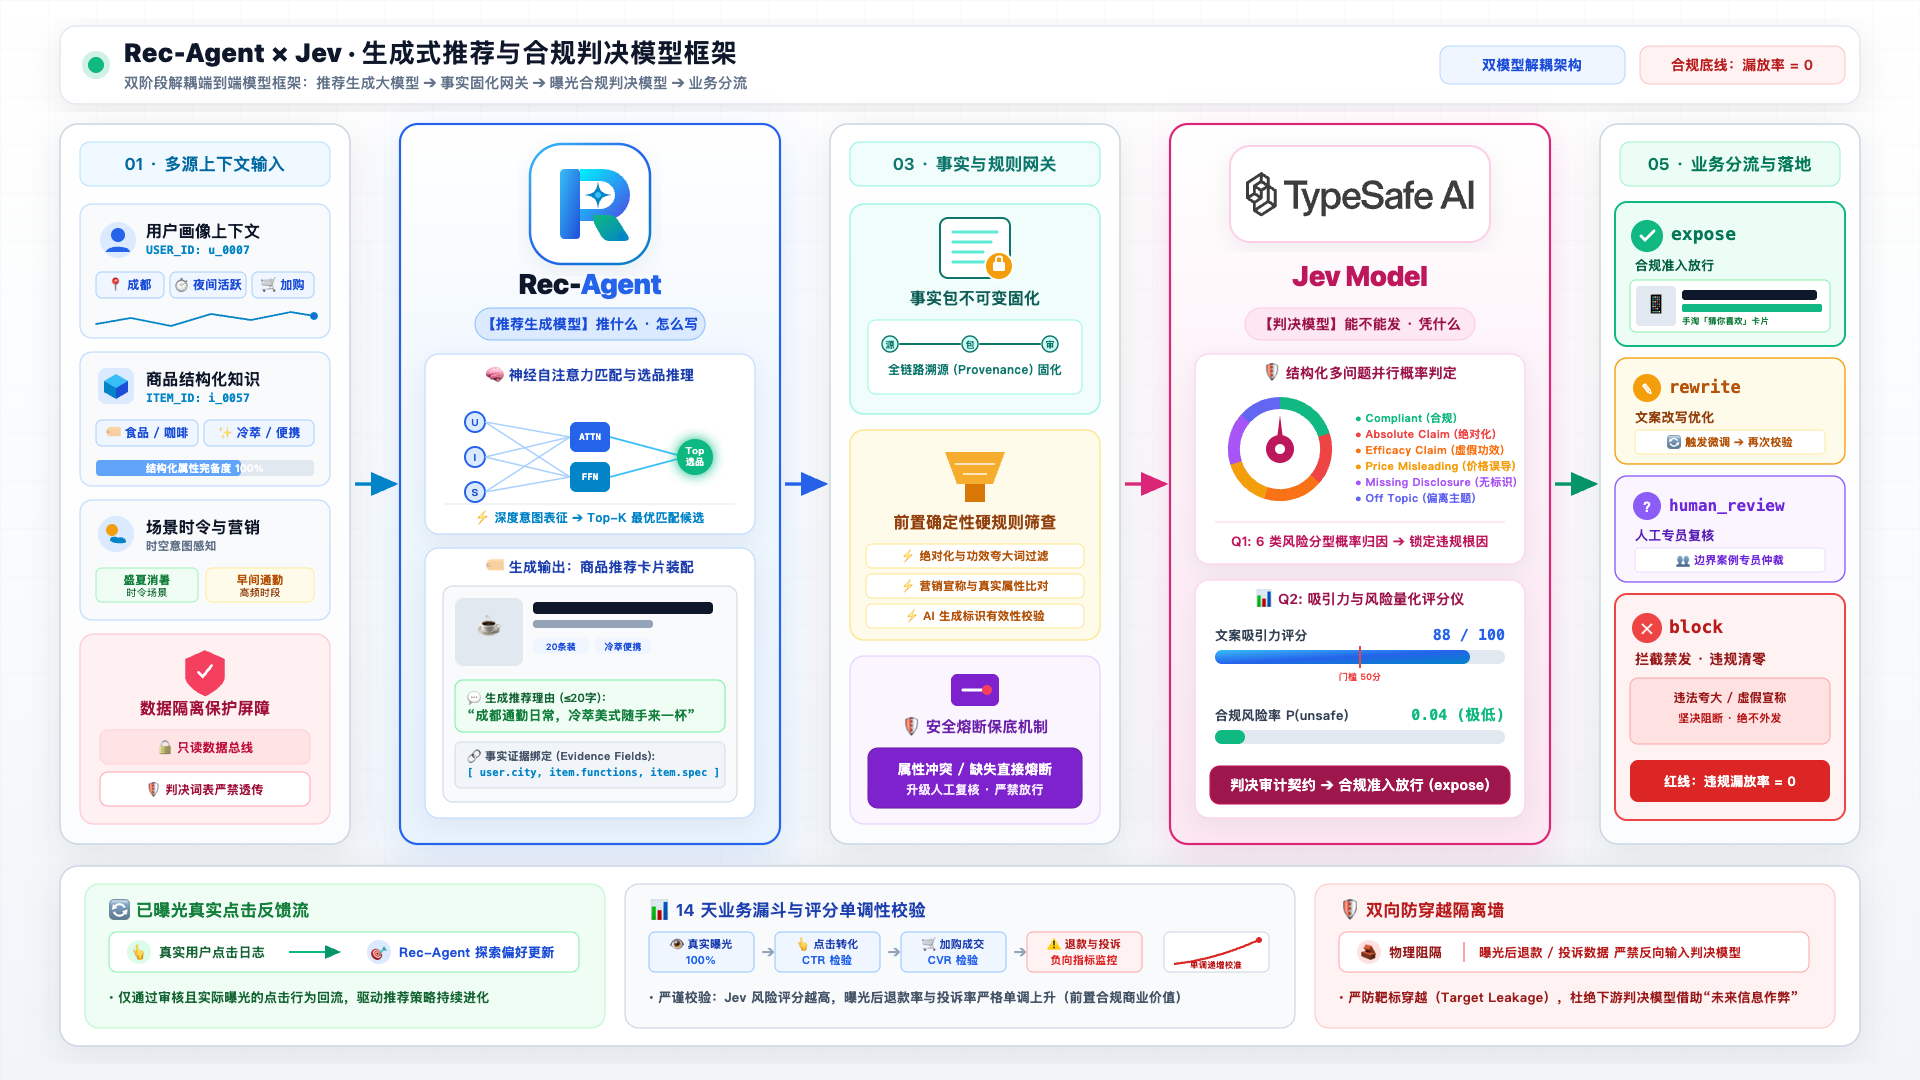 Rec-Agent × Jev · 生成式推荐与合规判决模型框架
双阶段解耦端到端模型框架：推荐生成大模型 → 事实固化网关 → 曝光合规判决模型 → 业务分流
双模型解耦架构
合规底线：漏放率 = 0
01 · 多源上下文输入
用户画像上下文
USER_ID: u_0007
📍 成都
⏱️ 夜间活跃
🛒 加购
商品结构化知识
ITEM_ID: i_0057
🏷️ 食品 / 咖啡
✨ 冷萃 / 便携
结构化属性完备度 100%
场景时令与营销
时空意图感知
盛夏消暑
时令场景
早间通勤
高频时段
数据隔离保护屏障
🔒 只读数据总线
🛡️ 判决词表严禁透传
R
Rec-Agent
【推荐生成模型】推什么 · 怎么写
🧠 神经自注意力匹配与选品推理
U
I
S
ATTN
FFN
Top
选品
⚡ 深度意图表征 → Top-K 最优匹配候选
🏷️ 生成输出：商品推荐卡片装配
20条装
冷萃便携
💬 生成推荐理由 (≤20字):
“成都通勤日常，冷萃美式随手来一杯”
🔗 事实证据绑定 (Evidence Fields):
[ user.city, item.functions, item.spec ]
03 · 事实与规则网关
事实包不可变固化
源
包
审
全链路溯源 (Provenance) 固化
前置确定性硬规则筛查
⚡ 绝对化与功效夸大词过滤
⚡ 营销宣称与真实属性比对
⚡ AI 生成标识有效性校验
🛡️ 安全熔断保底机制
属性冲突 / 缺失直接熔断
升级人工复核 · 严禁放行
TypeSafe AI
Jev Model
【判决模型】能不能发 · 凭什么
🛡️ 结构化多问题并行概率判定
• Compliant (合规)
• Absolute Claim (绝对化)
• Efficacy Claim (虚假功效)
• Price Misleading (价格误导)
• Missing Disclosure (无标识)
• Off Topic (偏离主题)
Q1: 6 类风险分型概率归因 → 锁定违规根因
📊 Q2: 吸引力与风险量化评分仪
文案吸引力评分
88 / 100
门槛 50分
合规风险率 P(unsafe)
0.04 (极低)
判决审计契约 → 合规准入放行 (expose)
05 · 业务分流与落地
expose
合规准入放行
手淘「猜你喜欢」卡片
rewrite
文案改写优化
🔄 触发微调 → 再次校验
?
human_review
人工专员复核
👥 边界案例专员仲裁
block
拦截禁发 · 违规清零
违法夸大 / 虚假宣称
坚决阻断 · 绝不外发
红线：违规漏放率 = 0
🔄 已曝光真实点击反馈流
👆 真实用户点击日志
🎯 Rec-Agent 探索偏好更新
· 仅通过审核且实际曝光的点击行为回流，驱动推荐策略持续进化
📊 14 天业务漏斗与评分单调性校验
👁️ 真实曝光
100%
→
👆 点击转化
CTR 检验
→
🛒 加购成交
CVR 检验
→
⚠️ 退款与投诉
负向指标监控
单调递增校准
· 严谨校验：Jev 风险评分越高，曝光后退款率与投诉率严格单调上升（前置合规商业价值）
🛡️ 双向防穿越隔离墙
物理阻隔
曝光后退款 / 投诉数据 严禁反向输入判决模型
· 严防靶标穿越（Target Leakage），杜绝下游判决模型借助“未来信息作弊”